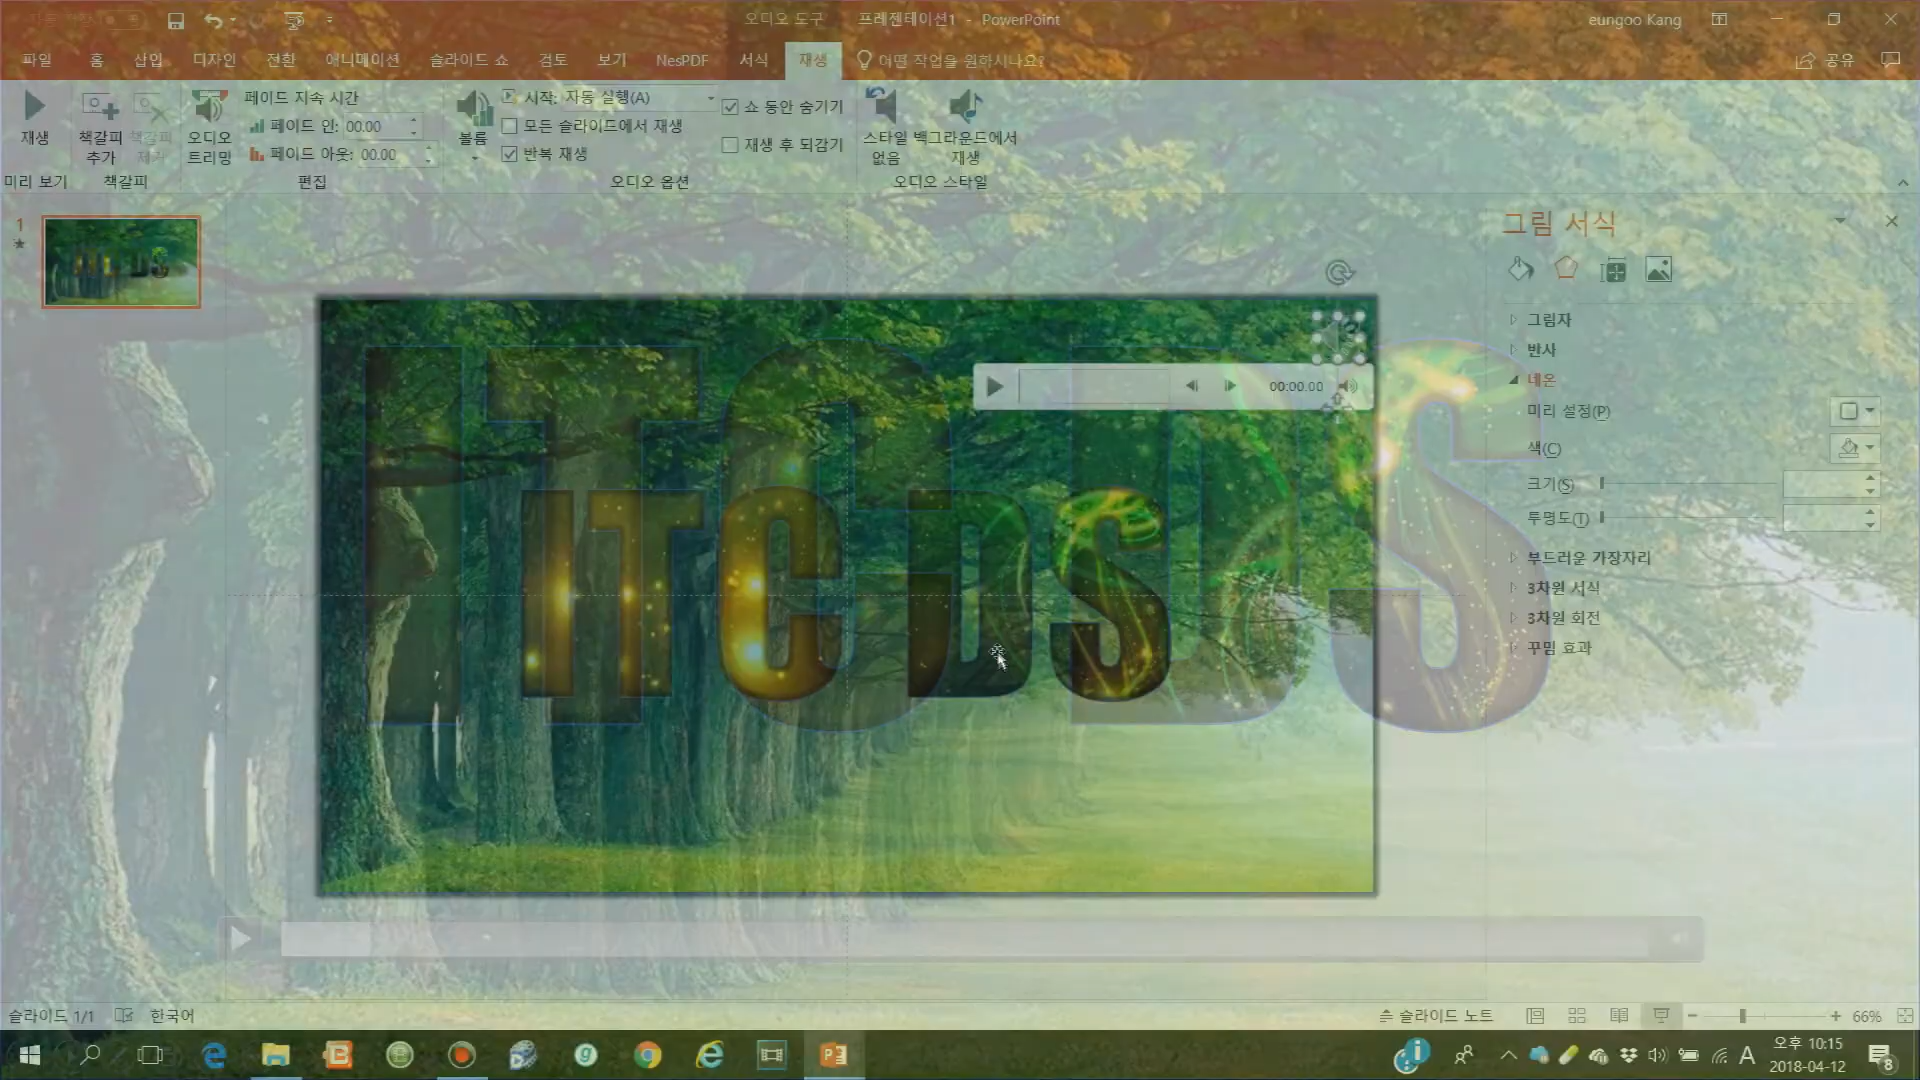 오디오 도구
프레젠테이션1 - PowerPoint
eungoo Kang
파일 홈 삽입 디자인 전환 애니메이션 슬라이드 쇼 검토 보기 NesPDF 서식 재생 어떤 작업을 원하시나요?
공유
재생
책갈피 추가
책갈피 제거
오디오 트리밍
페이드 지속 시간
페이드 인: 00.00
페이드 아웃: 00.00
볼륨
시작: 자동 실행(A)
모든 슬라이드에서 재생
반복 재생
쇼 동안 숨기기
재생 후 되감기
스타일 없음
백그라운드에서 재생
미리 보기 책갈피 편집 오디오 옵션 오디오 스타일
1
그림 서식
그림자
반사
네온
미리 설정(P)
색(C)
크기(S)
투명도(T)
부드러운 가장자리
3차원 서식
3차원 회전
꾸밈 효과
00:00.00
ITC DS
ITC DS
슬라이드 1/1 한국어
슬라이드 노트
66%
A
오후 10:15
2018-04-12
8